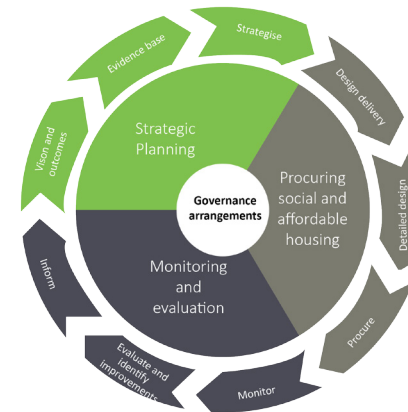 Strategise
Design delivery
Detailed design
Procure
Monitor
Evaluate and
identify
improvements
Inform
Vison and
outcomes
Evidence base
Strategic
Planning
Procuring
social and
affordable
housing
Monitoring
and
evaluation
Governance
arrangements